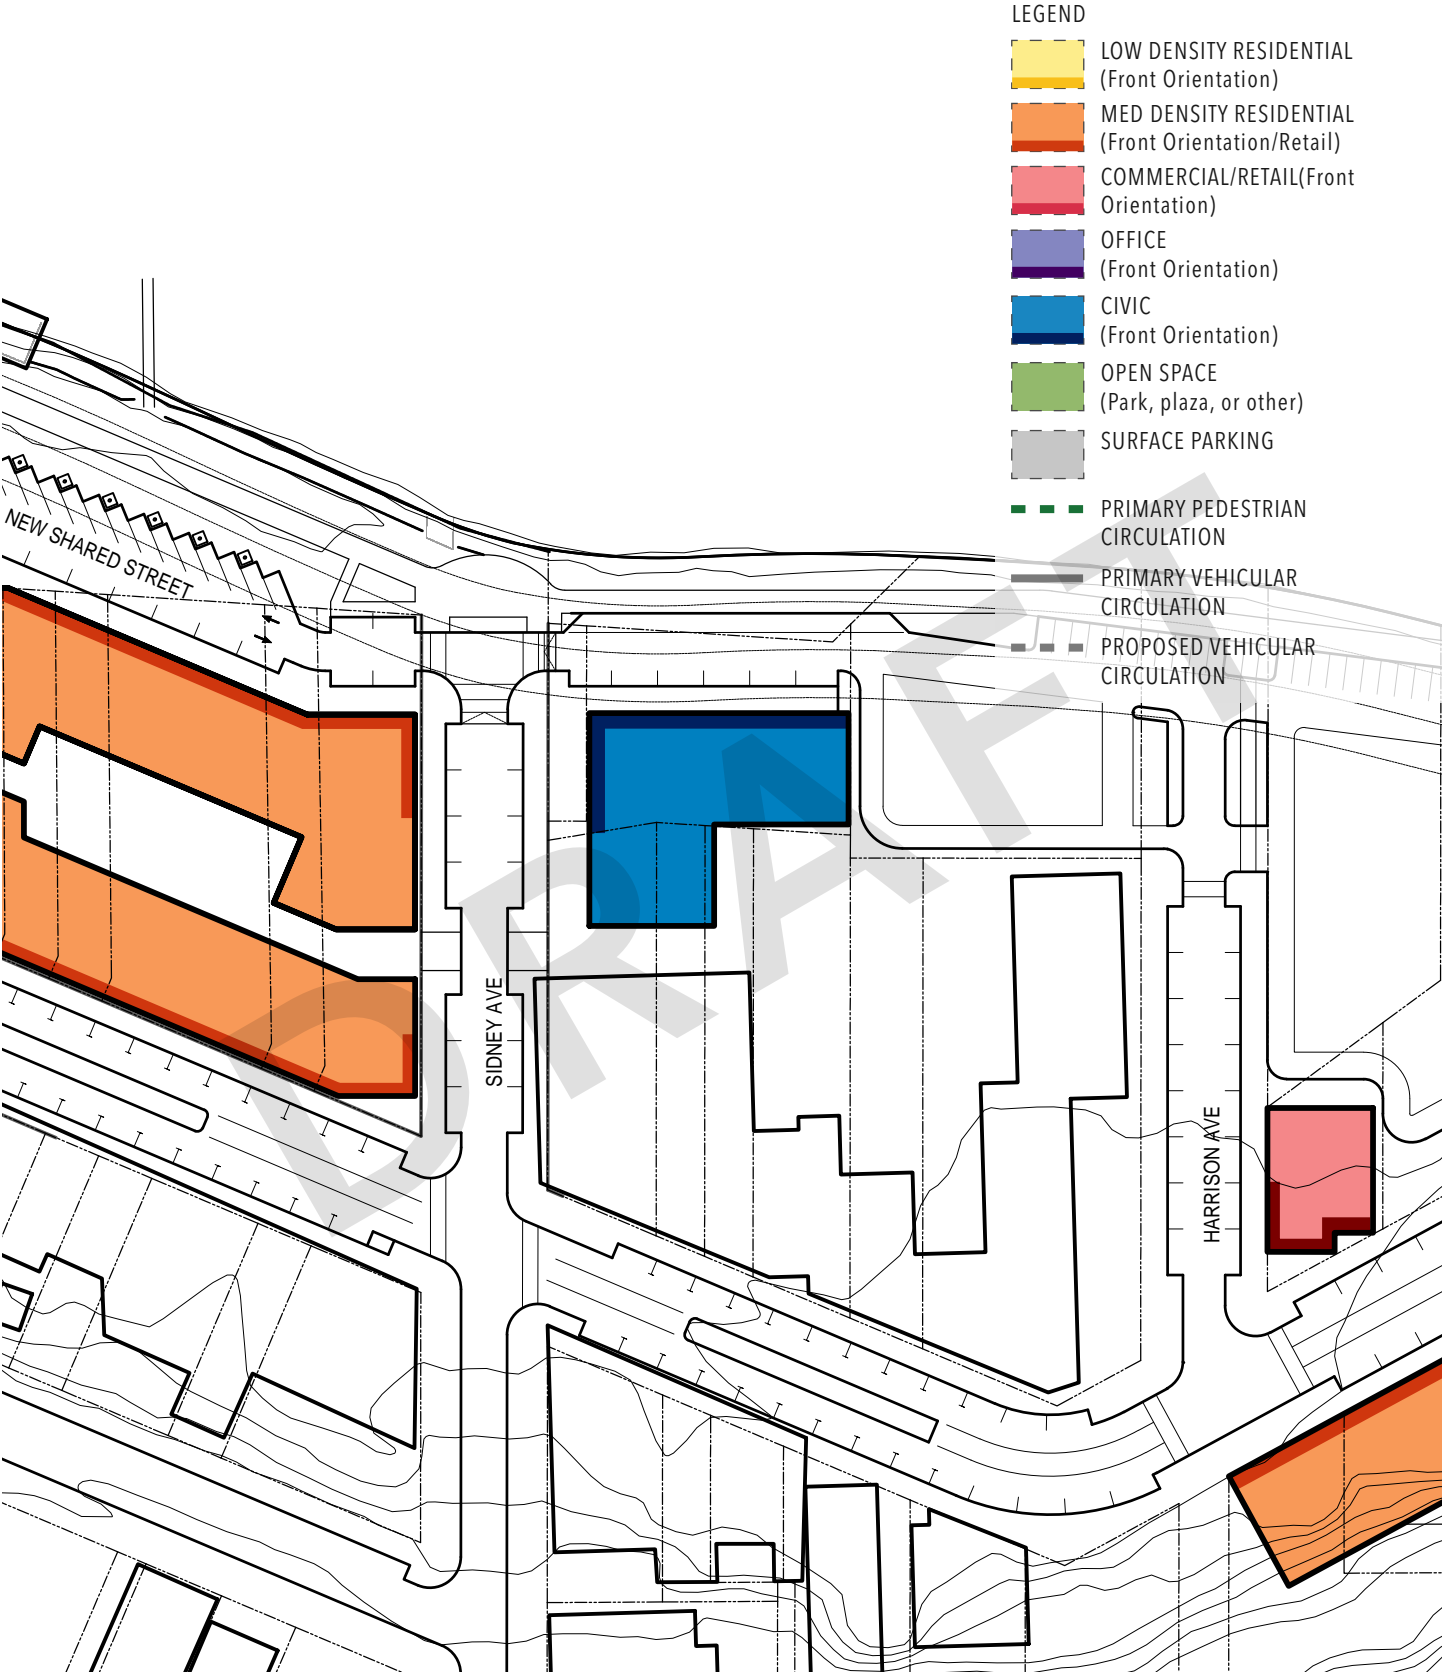 LEGEND
LOW DENSITY RESIDENTIAL
(Front Orientation)
MED DENSITY RESIDENTIAL
(Front Orientation/Retail)
COMMERCIAL/RETAIL(Front
Orientation)
OFFICE
(Front Orientation)
CIVIC
(Front Orientation)
OPEN SPACE
(Park, plaza, or other)
SURFACE PARKING
PRIMARY PEDESTRIAN
CIRCULATION
PRIMARY VEHICULAR
CIRCULATION
PROPOSED VEHICULAR
CIRCULATION
NEW SHARED STREET
SIDNEY AVE
HARRISON AVE
DRAFT